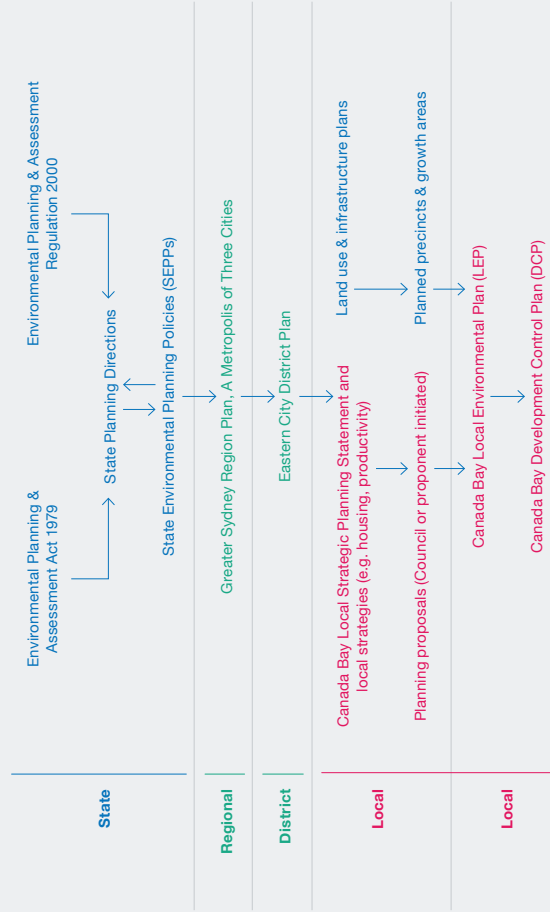 State
Environmental Planning &
Assessment Act 1979
Environmental Planning & Assessment
Regulation 2000
State Planning Directions
State Environmental Planning Policies (SEPPs)
Regional
Greater Sydney Region Plan, A Metropolis of Three Cities
District
Eastern City District Plan
Local
Canada Bay Local Strategic Planning Statement and
local strategies (e.g. housing, productivity)
Land use & infrastructure plans
Planning proposals (Council or proponent initiated)
Planned precincts & growth areas
Local
Canada Bay Local Environmental Plan (LEP)
Canada Bay Development Control Plan (DCP)